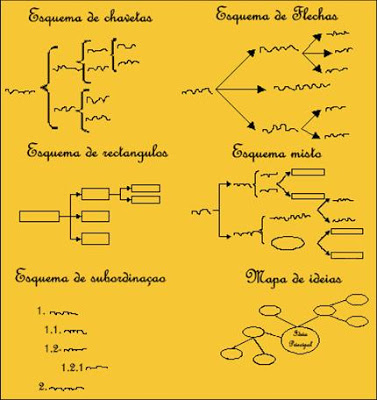 Esquema de chavetas
Esquema de Flechas
Esquema de rectangulos
Esquema misto
Esquema de subordinaçao
1.
1.1.
1.2-
1.2.1
2.
Mapa de ideias
Ideia
Principal